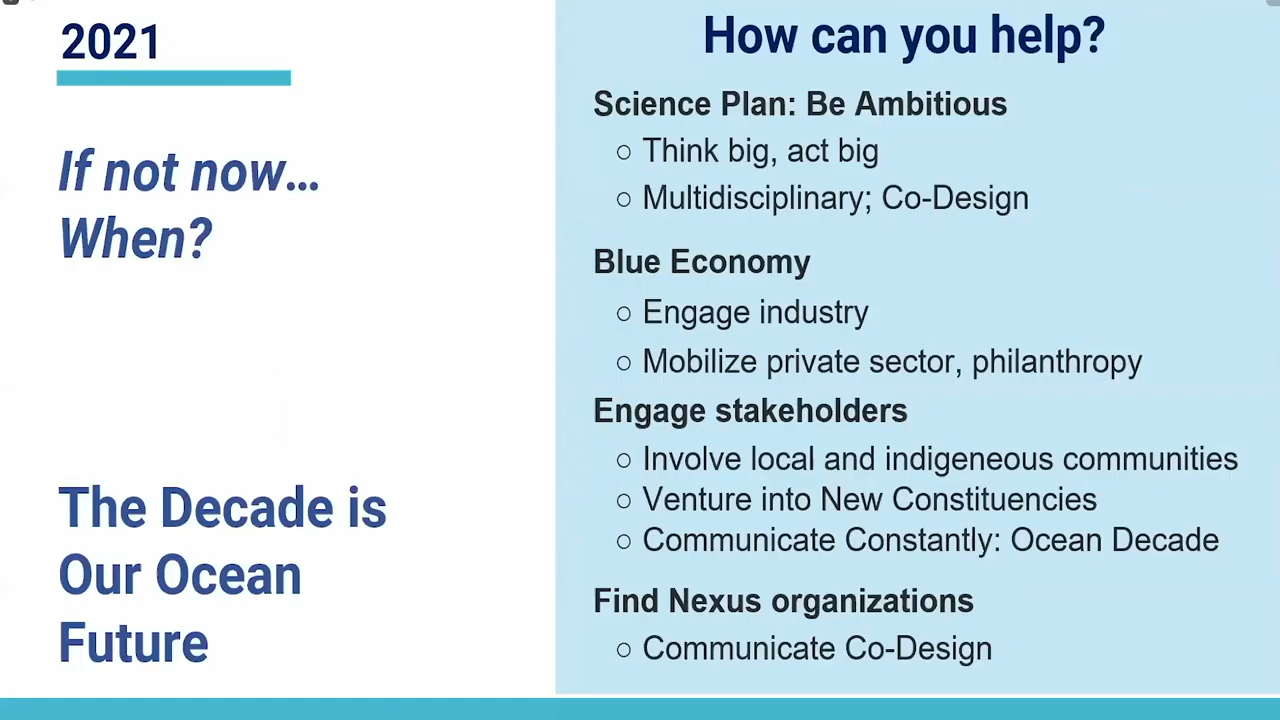 2021
If not now…
When?
The Decade is
Our Ocean
Future
How can you help?
Science Plan: Be Ambitious
○ Think big, act big
○ Multidisciplinary; Co-Design
Blue Economy
○ Engage industry
○ Mobilize private sector, philanthropy
Engage stakeholders
○ Involve local and indigeneous communities
○ Venture into New Constituencies
○ Communicate Constantly: Ocean Decade
Find Nexus organizations
○ Communicate Co-Design